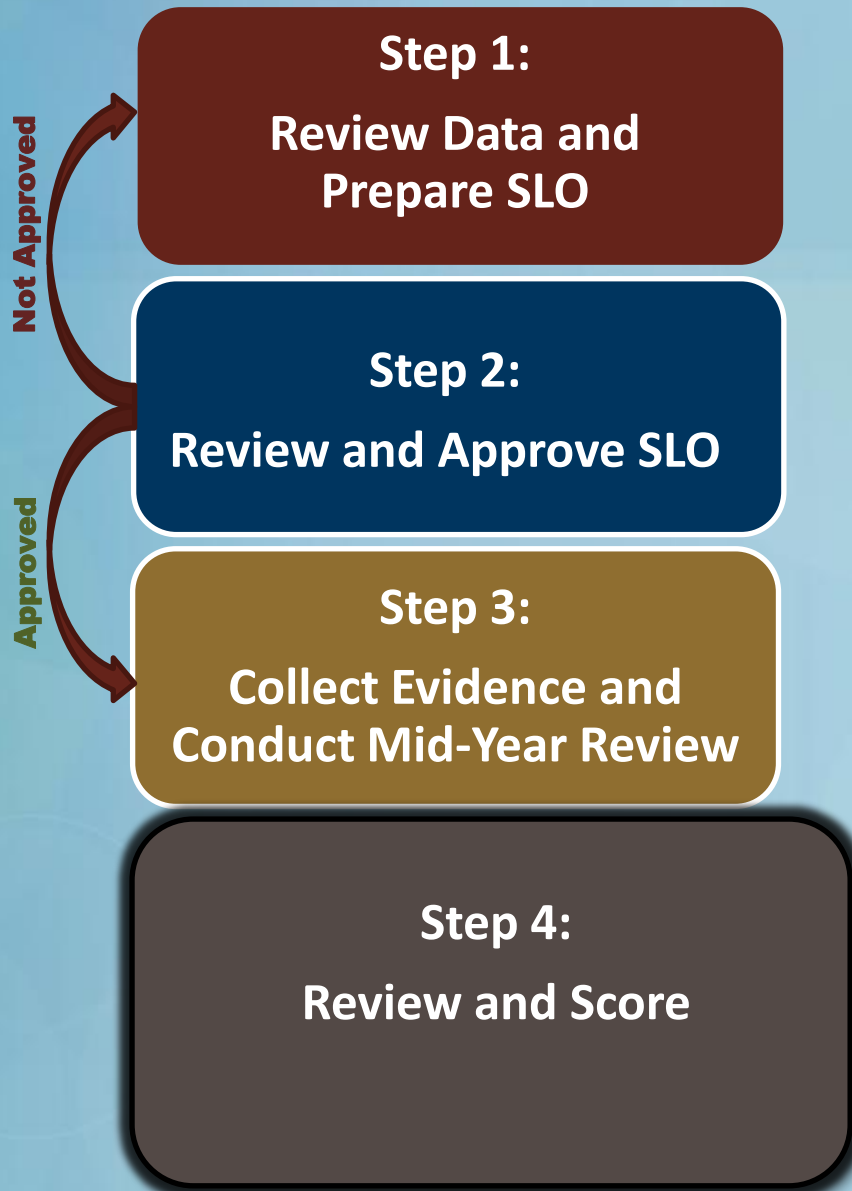 Step 1:
Review Data and
Prepare SLO
Not Approved
Step 2:
Review and Approve SLO
Approved
Step 3:
Collect Evidence and
Conduct Mid-Year Review
Step 4:
Review and Score